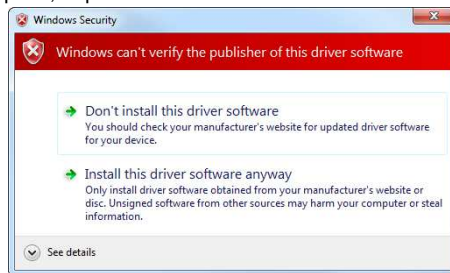 Windows Security
Windows can't verify the publisher of this driver software
Don't install this driver software
You should check your manufacturer's website for updated driver software
for your device.
Install this driver software anyway
Only install driver software obtained from your manufacturer's website or
disc. Unsigned software from other sources may harm your computer or steal
information.
See details